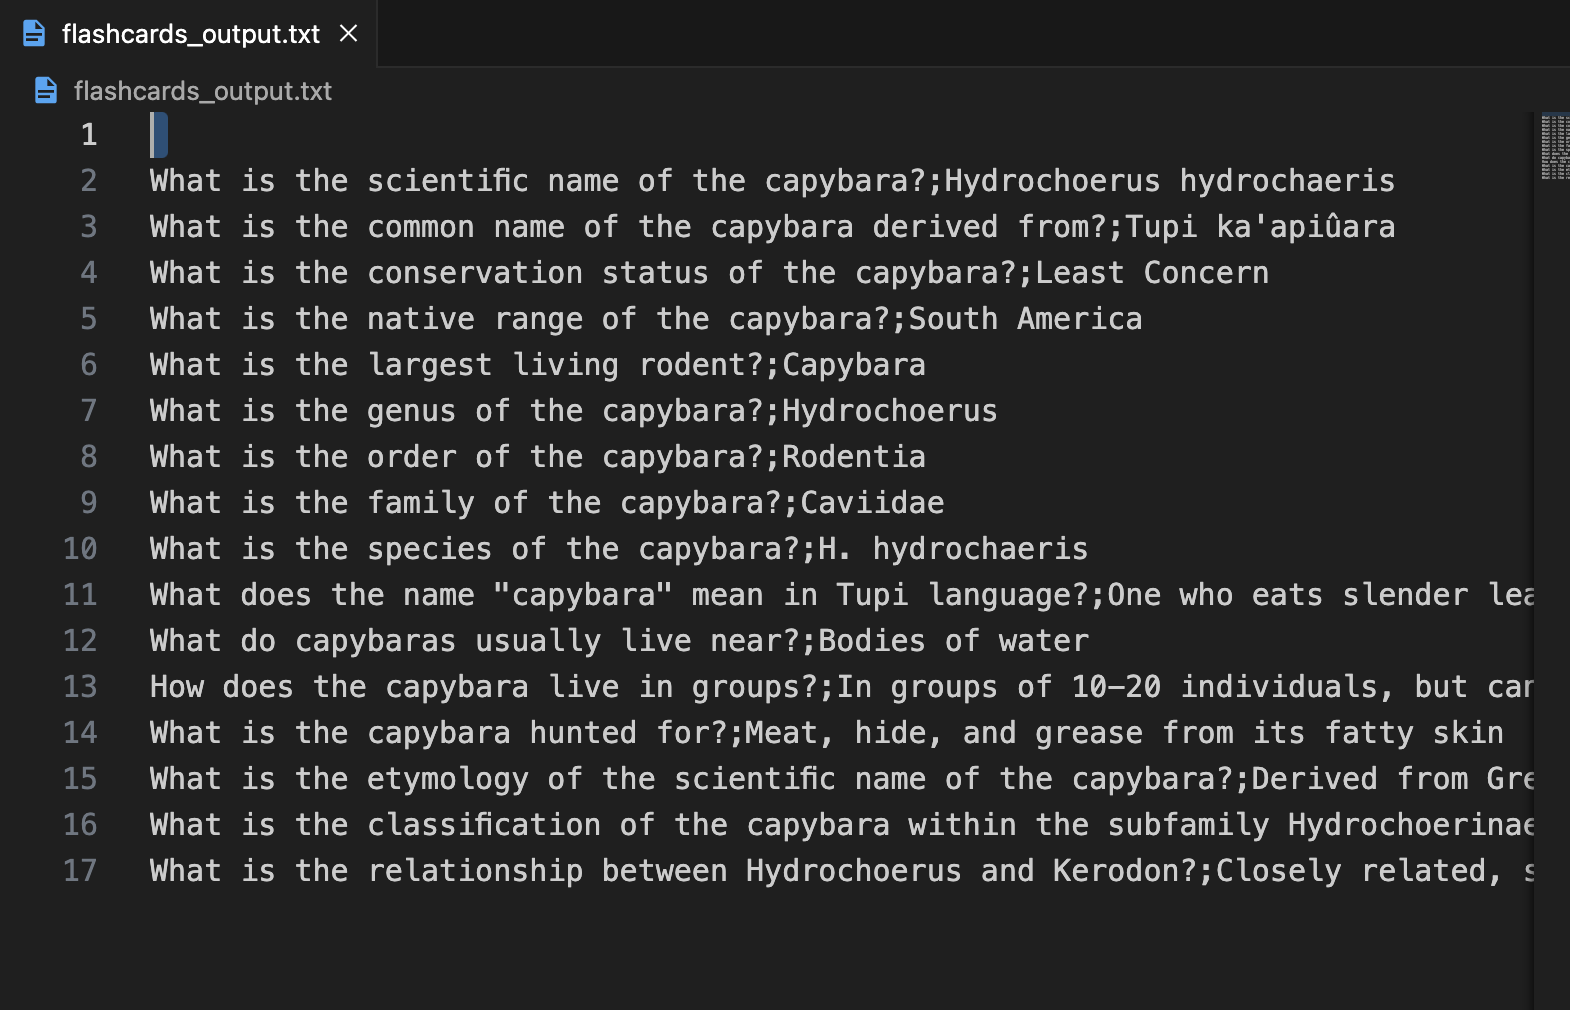 flashcards_output.txt
flashcards_output.txt
1
2 What is the scientific name of the capybara?;Hydrochoerus hydrochaeris
3 What is the common name of the capybara derived from?;Tupi ka'apiûara
4 What is the conservation status of the capybara?;Least Concern
5 What is the native range of the capybara?;South America
6 What is the largest living rodent?;Capybara
7 What is the genus of the capybara?;Hydrochoerus
8 What is the order of the capybara?;Rodentia
9 What is the family of the capybara?;Caviidae
10 What is the species of the capybara?;H. hydrochaeris
11 What does the name "capybara" mean in Tupi language?;One who eats slender lea
12 What do capybaras usually live near?;Bodies of water
13 How does the capybara live in groups?;In groups of 10–20 individuals, but can
14 What is the capybara hunted for?;Meat, hide, and grease from its fatty skin
15 What is the etymology of the scientific name of the capybara?;Derived from Gre
16 What is the classification of the capybara within the subfamily Hydrochoerinae
17 What is the relationship between Hydrochoerus and Kerodon?;Closely related, s